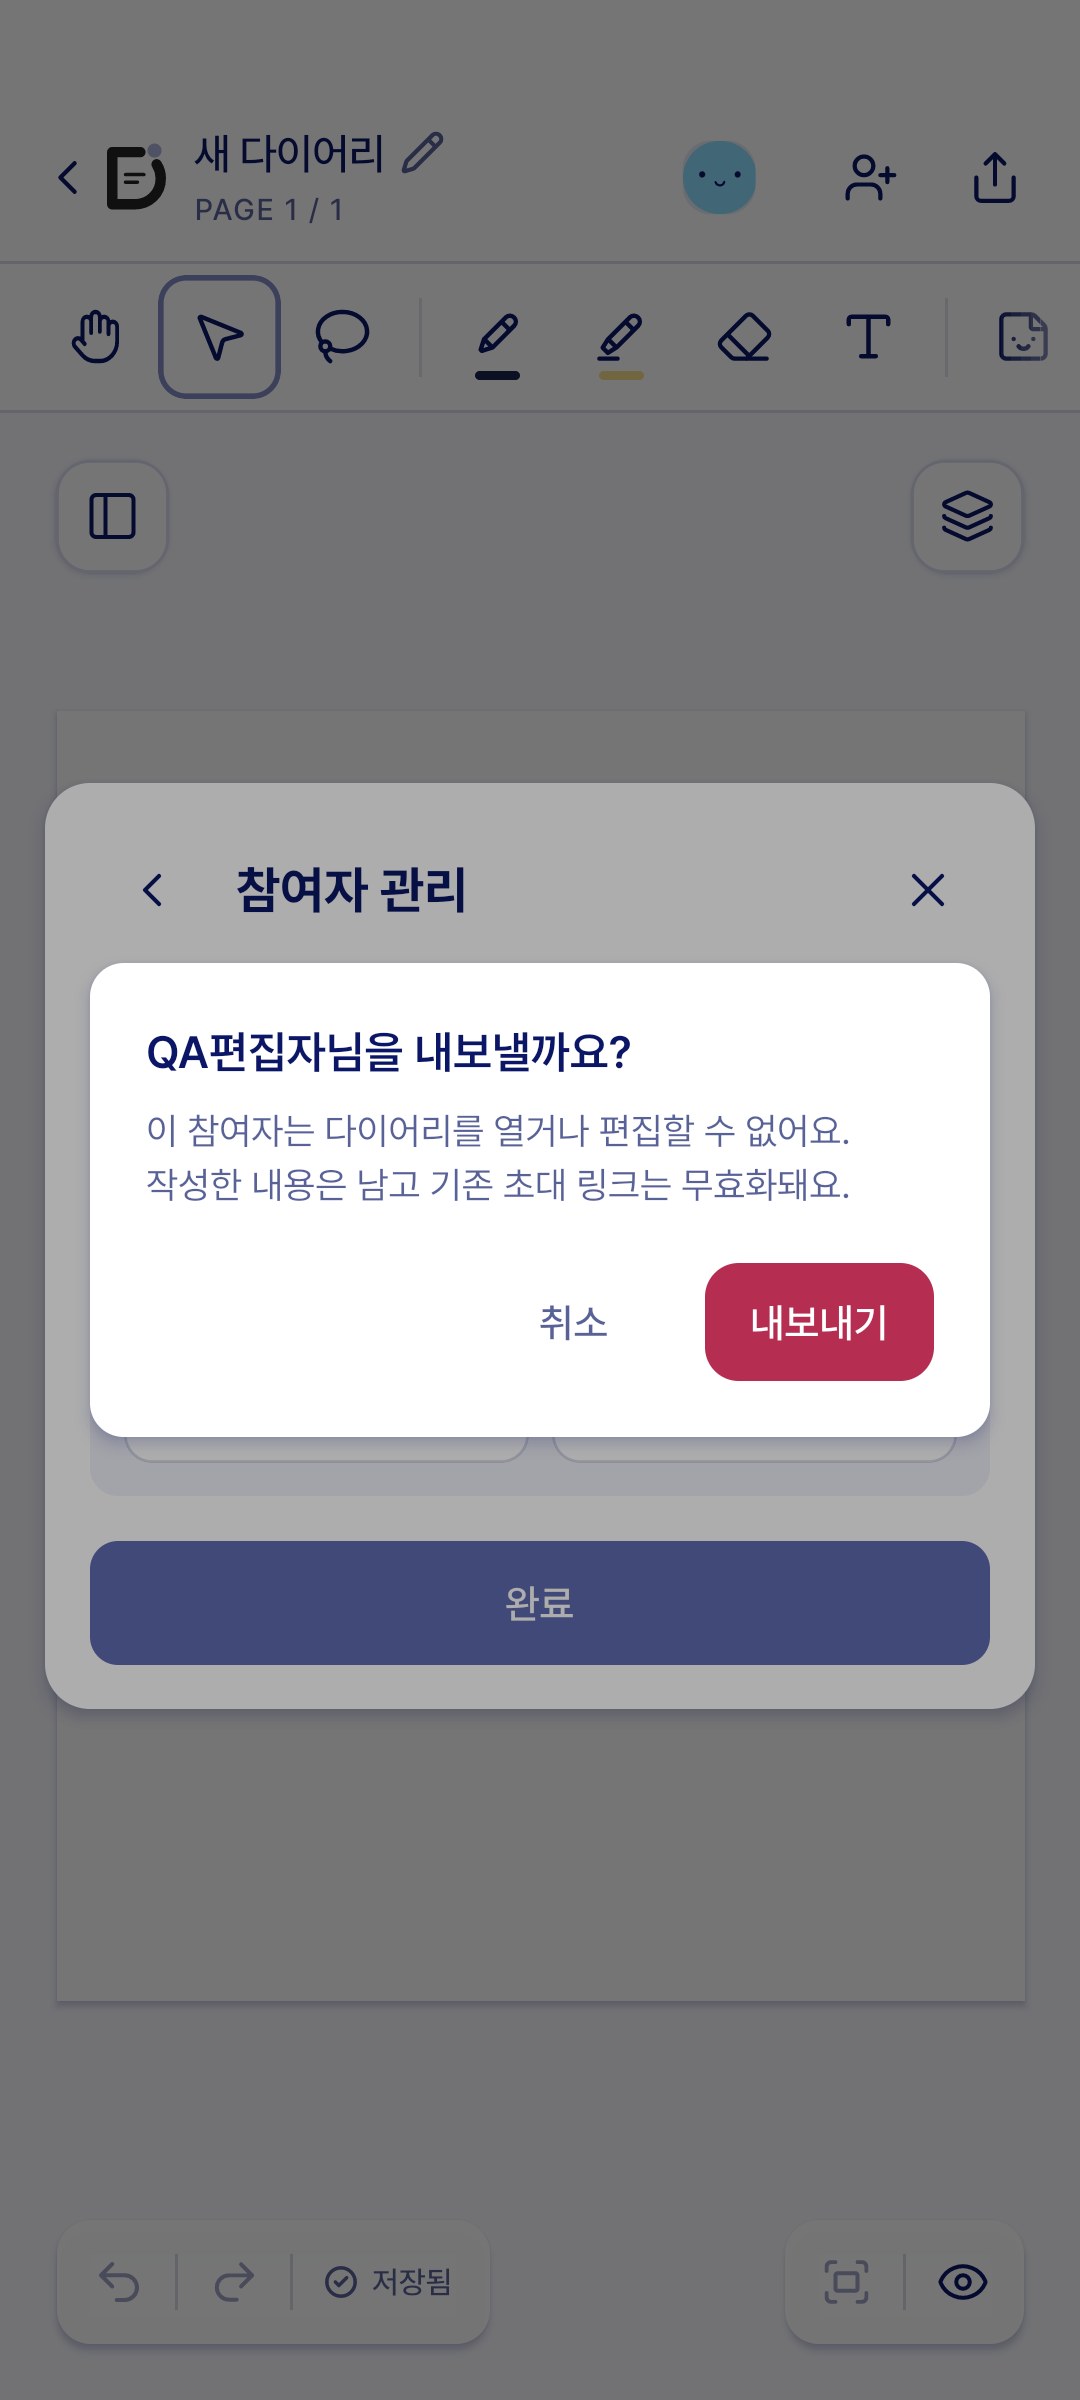 새 다이어리
PAGE 1 / 1
참여자 관리
QA편집자님을 내보낼까요?
이 참여자는 다이어리를 열거나 편집할 수 없어요.
작성한 내용은 남고 기존 초대 링크는 무효화돼요.
취소
내보내기
완료
저장됨